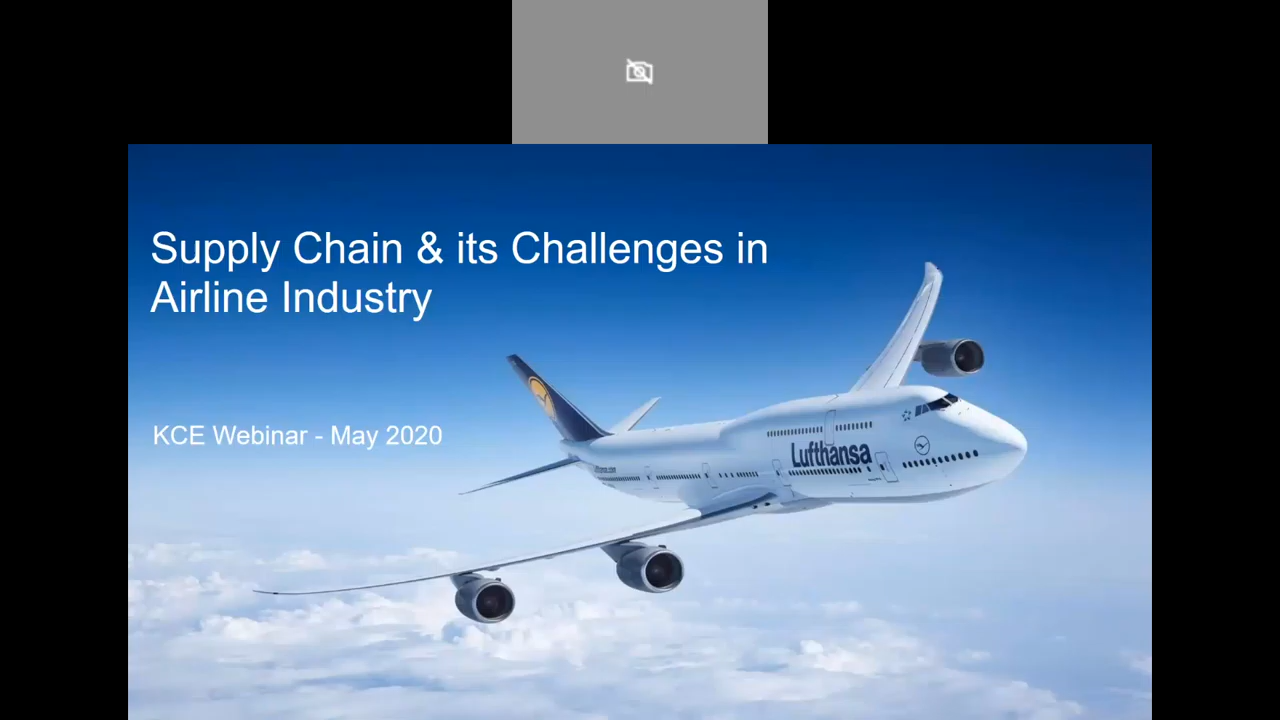 Supply Chain & its Challenges in
Airline Industry
KCE Webinar - May 2020
Lufthansa